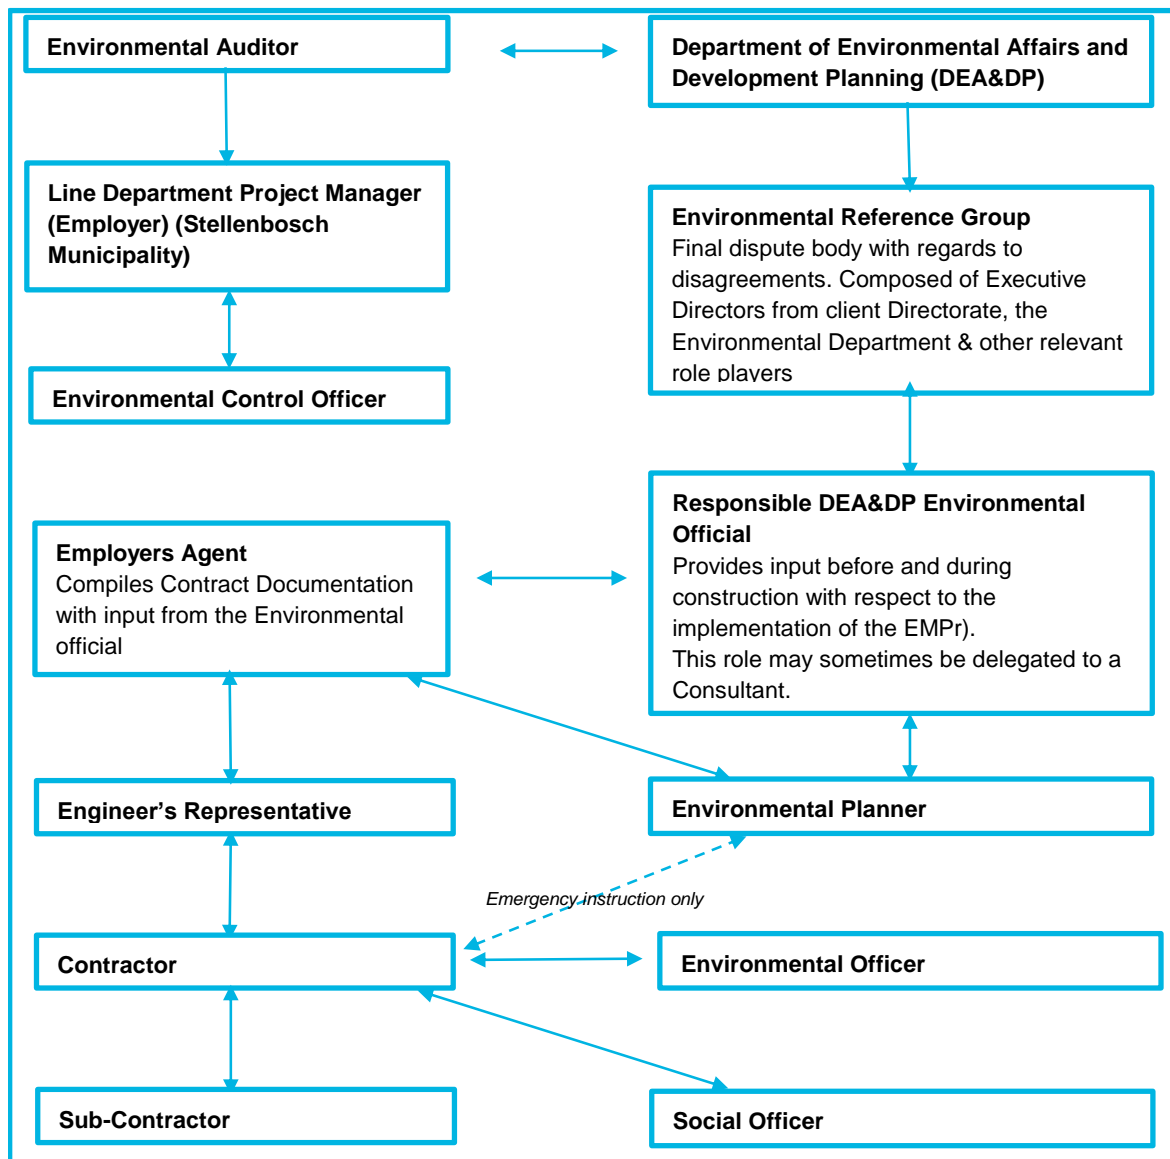 Environmental Auditor
Department of Environmental Affairs and
Development Planning (DEA&DP)
Line Department Project Manager
(Employer) (Stellenbosch
Municipality)
Environmental Reference Group
Final dispute body with regards to
disagreements. Composed of Executive
Directors from client Directorate, the
Environmental Department & other relevant
role players
Environmental Control Officer
Responsible DEA&DP Environmental
Official
Provides input before and during
construction with respect to the
implementation of the EMPr).
This role may sometimes be delegated to a
Consultant.
Employers Agent
Compiles Contract Documentation
with input from the Environmental
official
Engineer’s Representative
Environmental Planner
Emergency instruction only
Contractor
Environmental Officer
Sub-Contractor
Social Officer